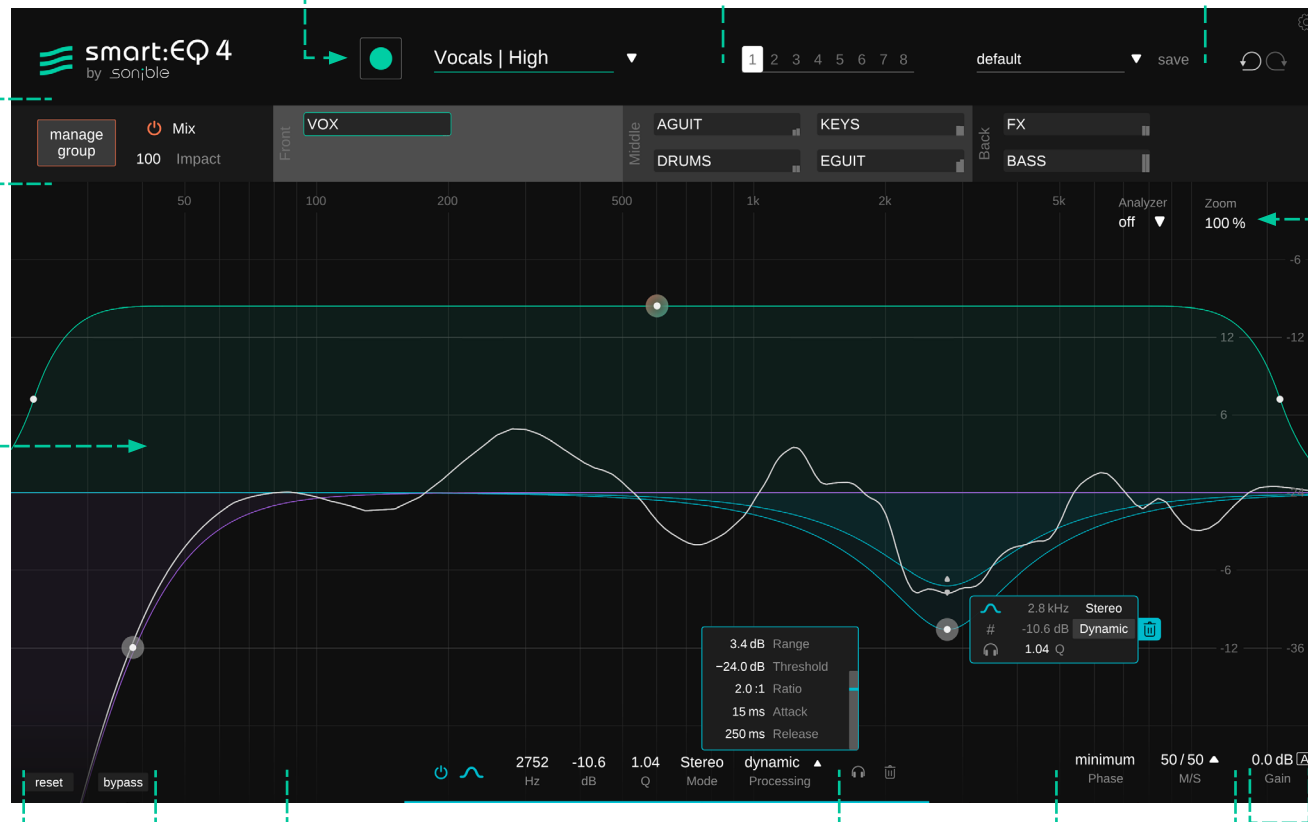 smart:EQ 4
by sonible
Vocals | High
1 2 3 4 5 6 7 8
default
save
manage
group
Mix
100 Impact
Front
VOX
Middle
AGUIT
KEYS
DRUMS
EGUIT
Back
FX
BASS
50 100 200 500 1k 2k 5k
Analyzer
off
Zoom
100 %
-6
12 -12
6
-6
-12 -36
2.8 kHz Stereo
# -10.6 dB Dynamic
1.04 Q
3.4 dB Range
−24.0 dB Threshold
2.0 :1 Ratio
15 ms Attack
250 ms Release
reset
bypass
2752
Hz
-10.6
dB
1.04
Q
Stereo
Mode
dynamic
Processing
minimum
Phase
50 / 50
M/S
0.0 dB A
Gain